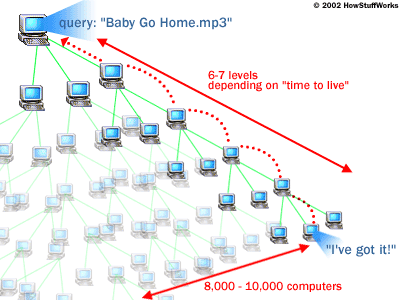 © 2002 HowStuffWorks
query: "Baby Go Home.mp3"
6-7 levels
depending on "time to live"
"I've got it!"
8,000 - 10,000 computers